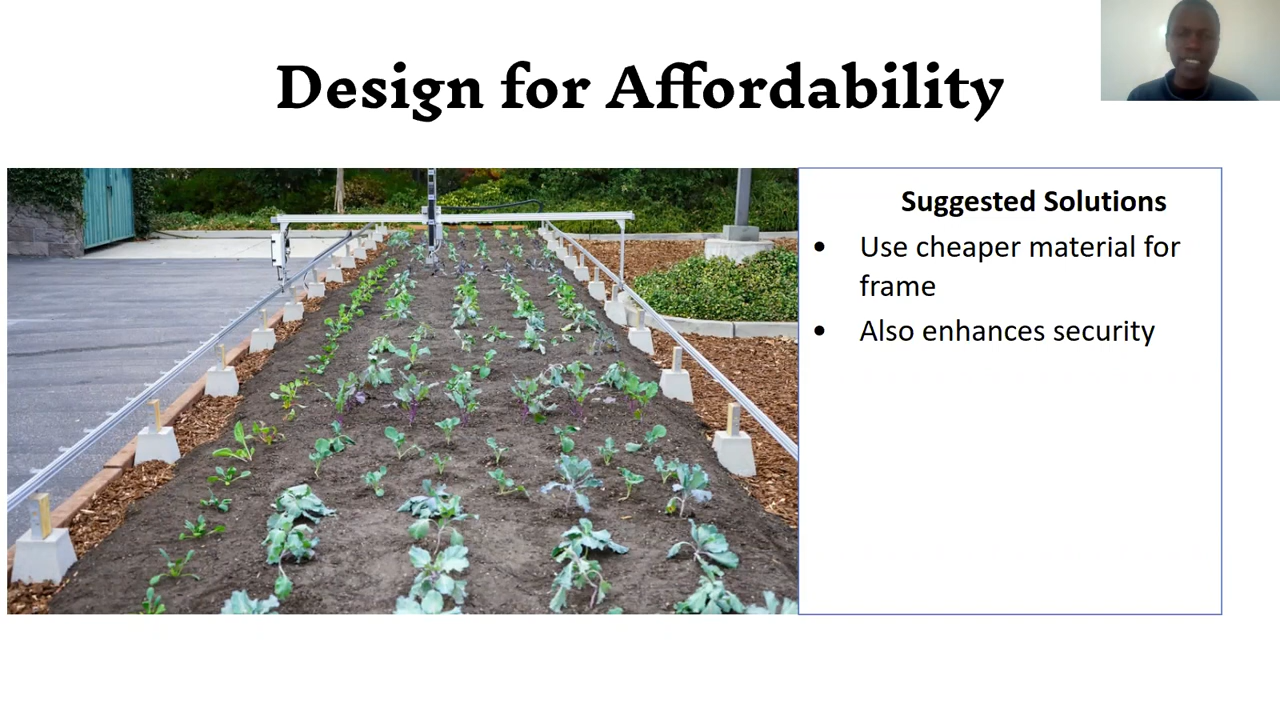 Design for Affordability
Suggested Solutions
• Use cheaper material for
frame
• Also enhances security